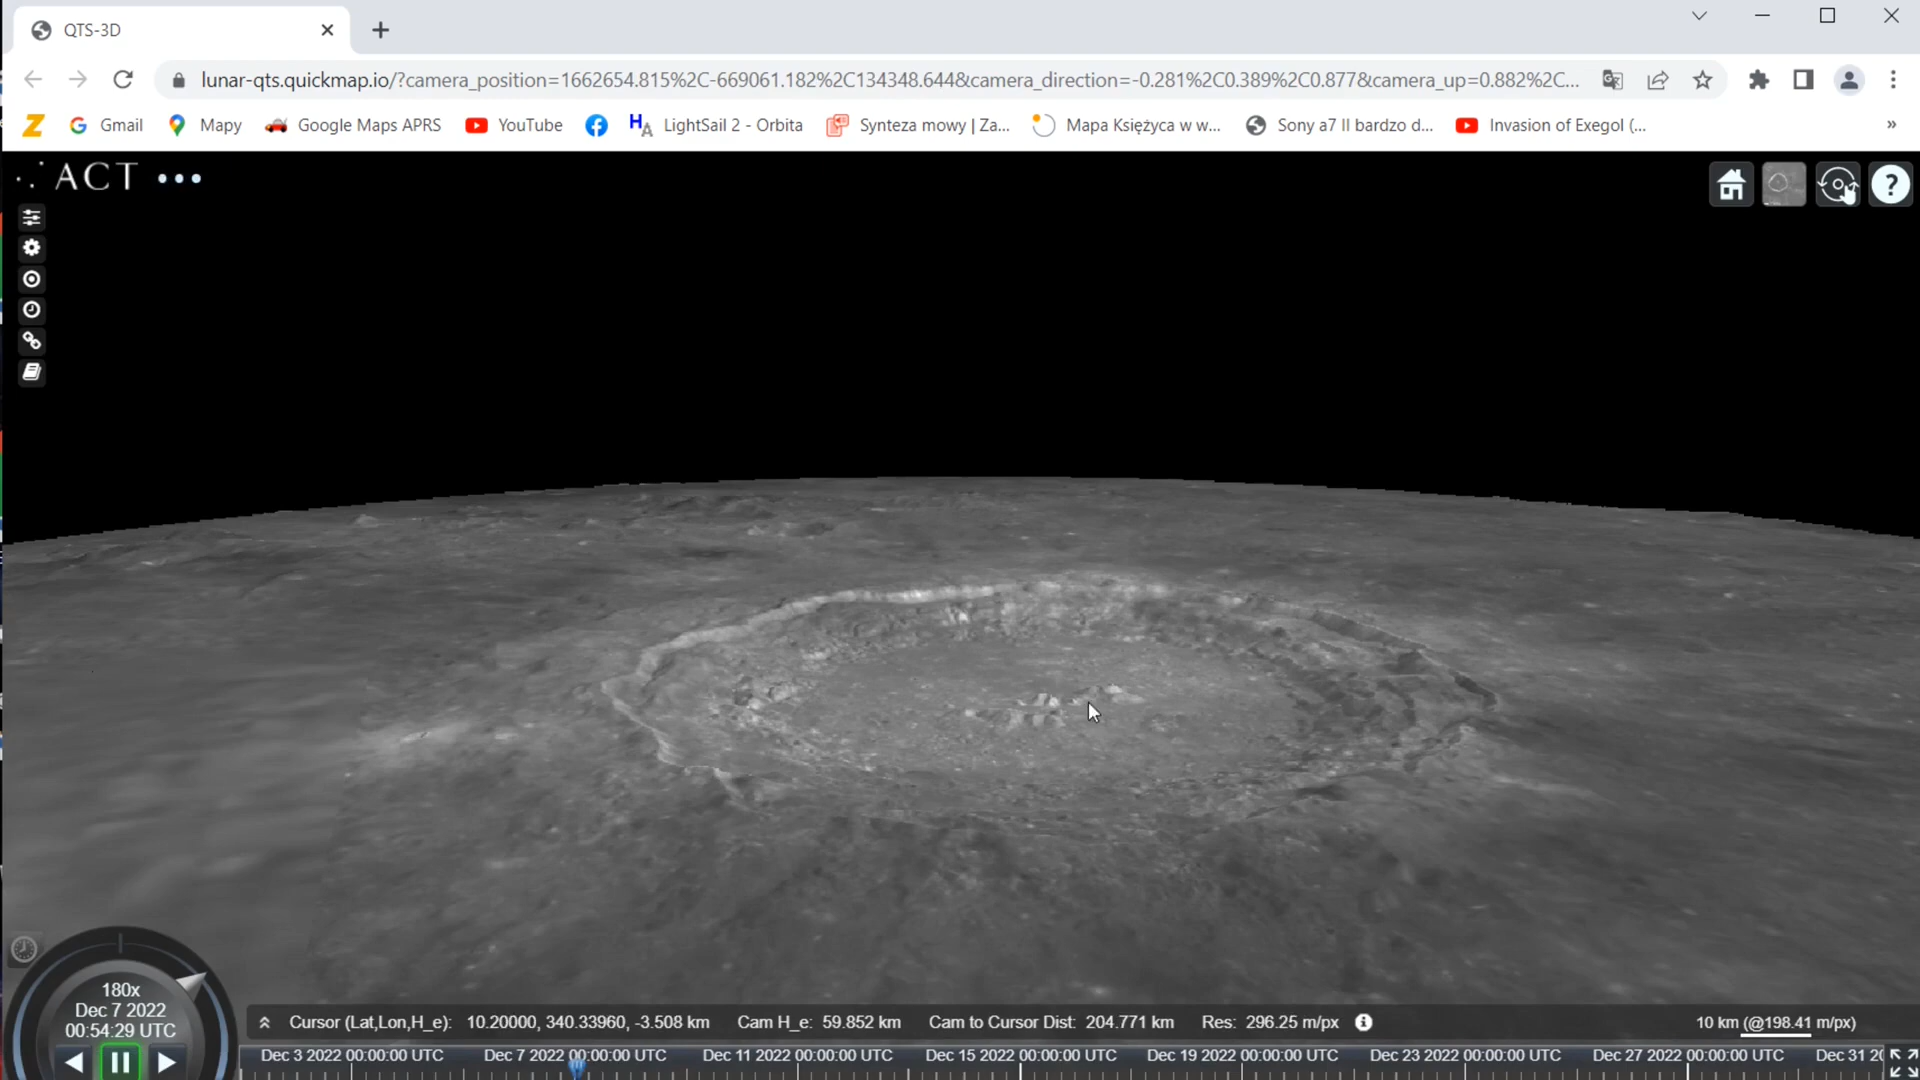 QTS-3D
lunar-qts.quickmap.io/?camera_position=1662654.815%2C-669061.182%2C134348.644&camera_direction=-0.281%2C0.389%2C0.877&camera_up=0.882%2C...
Gmail Mapy Google Maps APRS YouTube HA LightSail 2 - Orbita Synteza mowy | Za... Mapa Księżyca w w... Sony a7 II bardzo d... Invasion of Exegol (... »
ACT
?
180x
Dec 7 2022
00:54:29 UTC
Cursor (Lat,Lon,H_e): 10.20000, 340.33960, -3.508 km Cam H_e: 59.852 km Cam to Cursor Dist: 204.771 km Res: 296.25 m/px 10 km (@198.41 m/px)
Dec 3 2022 00:00:00 UTC Dec 7 2022 00:00:00 UTC Dec 11 2022 00:00:00 UTC Dec 15 2022 00:00:00 UTC Dec 19 2022 00:00:00 UTC Dec 23 2022 00:00:00 UTC Dec 27 2022 00:00:00 UTC Dec 31 20